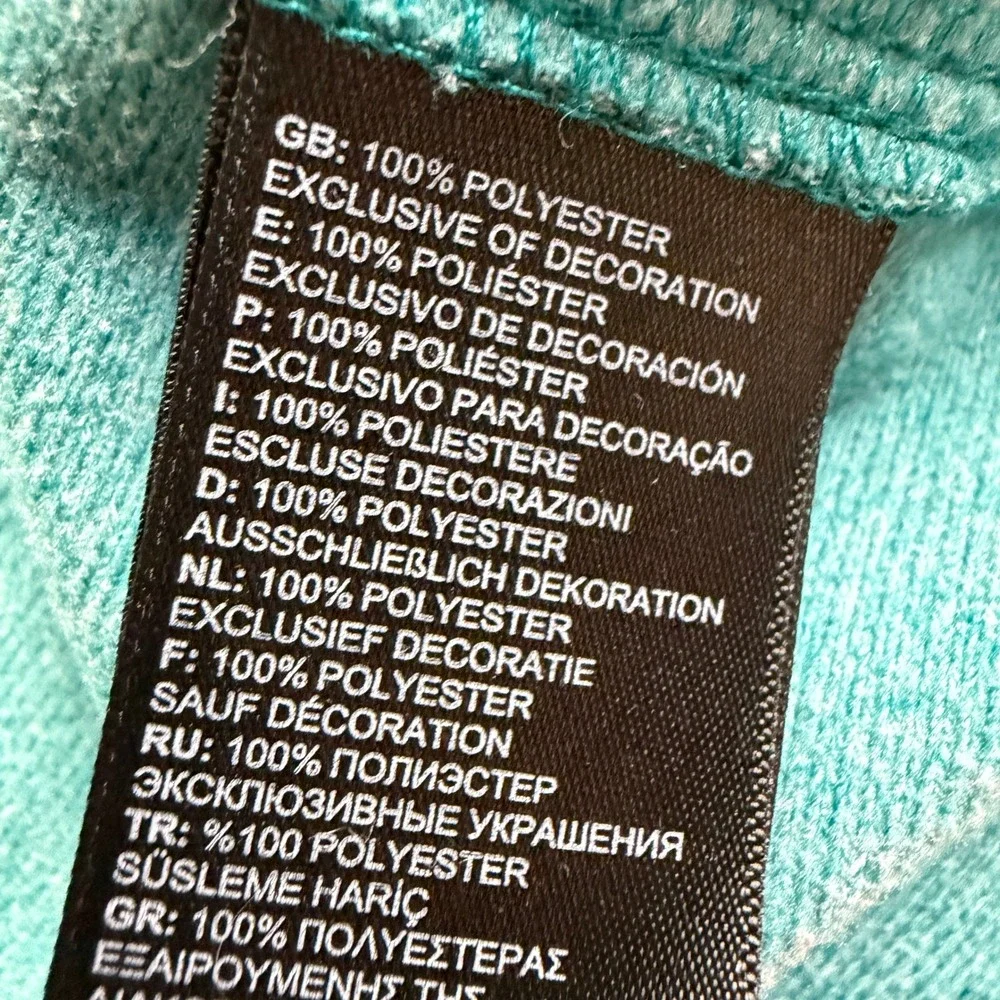 GB: 100% POLYESTER
EXCLUSIVE OF DECORATION
E: 100% POLIÉSTER
EXCLUSIVO DE DECORACIÓN
P: 100% POLIÉSTER
EXCLUSIVO PARA DECORAÇÃO
I: 100% POLIESTERE
ESCLUSE DECORAZIONI
D: 100% POLYESTER
AUSSCHLIEßLICH DEKORATION
NL: 100% POLYESTER
EXCLUSIEF DECORATIE
F: 100% POLYESTER
SAUF DÉCORATION
RU: 100% ПОЛИЭСТЕР
ЭКСКЛЮЗИВНЫЕ УКРАШЕНИЯ
TR: %100 POLYESTER
SÜSLEME HARİÇ
GR: 100% ΠΟΛΥΕΣΤΕΡΑΣ
ΕΞΑΙΡΟΥΜΕΝΗΣ ΤΗΣ